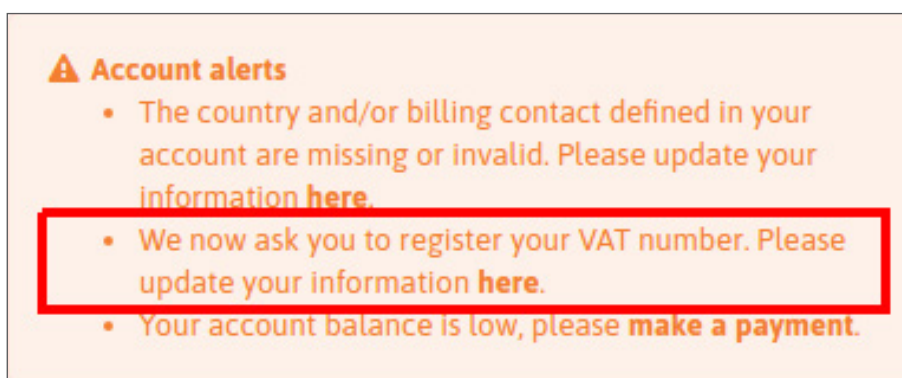 Account alerts
• The country and/or billing contact defined in your
account are missing or invalid. Please update your
information here.
• We now ask you to register your VAT number. Please
update your information here.
• Your account balance is low, please make a payment.